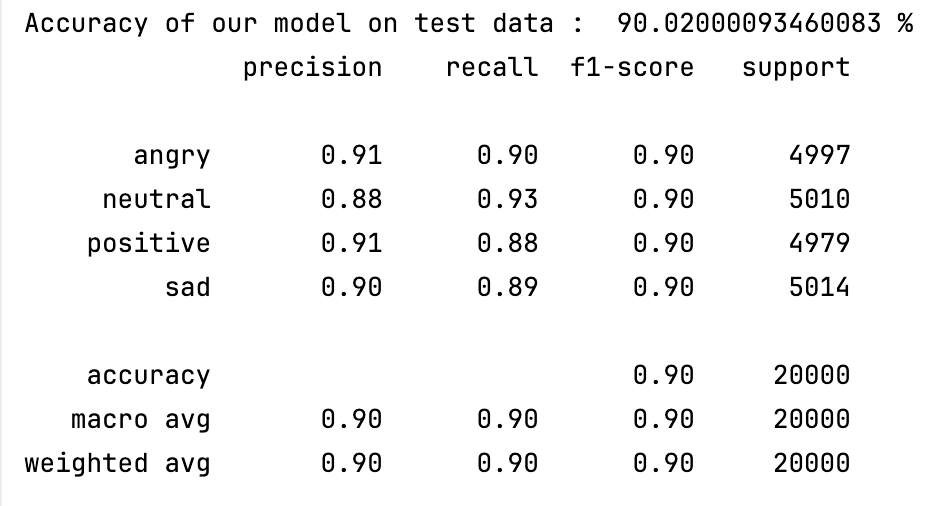 Accuracy of our model on test data :  90.02000093460083 %
              precision    recall  f1-score   support

       angry       0.91      0.90      0.90      4997
     neutral       0.88      0.93      0.90      5010
    positive       0.91      0.88      0.90      4979
         sad       0.90      0.89      0.90      5014

    accuracy                           0.90     20000
   macro avg       0.90      0.90      0.90     20000
weighted avg       0.90      0.90      0.90     20000